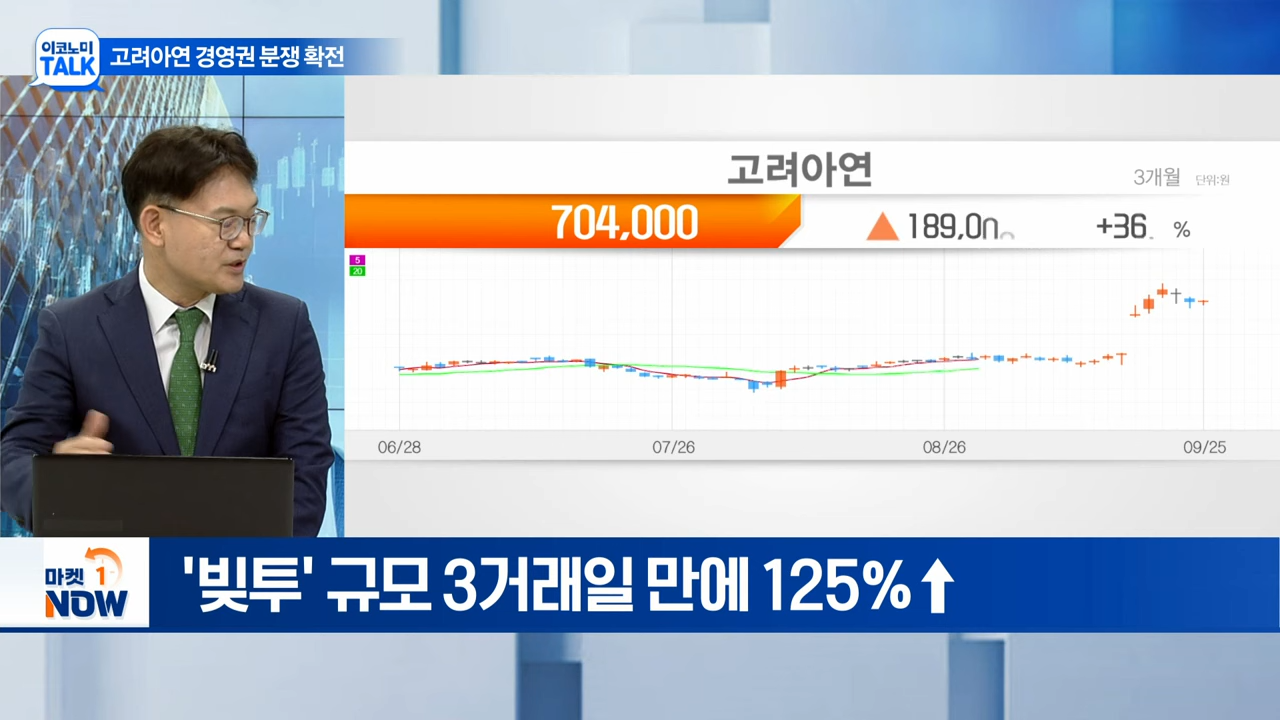 이코노미
TALK
고려아연 경영권 분쟁 확전
고려아연
3개월 단위:원
704,000 ▲ 189,00 +36 %
5
20
06/28 07/26 08/26 09/25
마켓 1
NOW
'빚투' 규모 3거래일 만에 125%↑